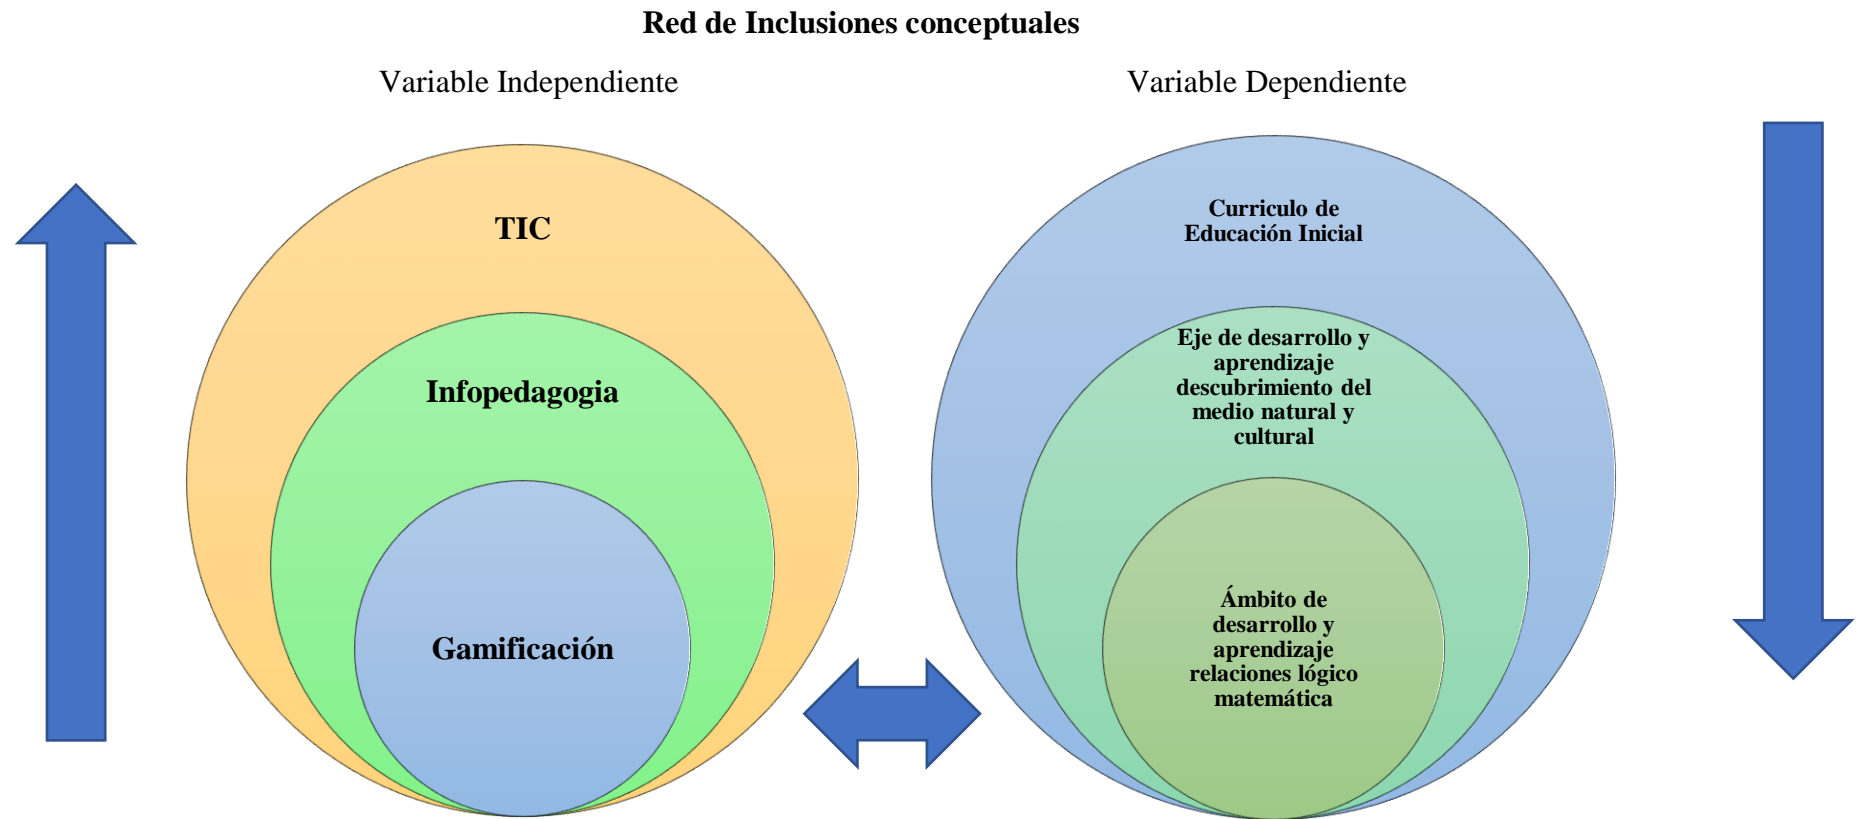 Red de Inclusiones conceptuales
Variable Independiente
Variable Dependiente
TIC
Infopedagogia
Gamificación
Curriculo de
Educación Inicial
Eje de desarrollo y
aprendizaje
descubrimiento del
medio natural y
cultural
Ámbito de
desarrollo y
aprendizaje
relaciones lógico
matemática